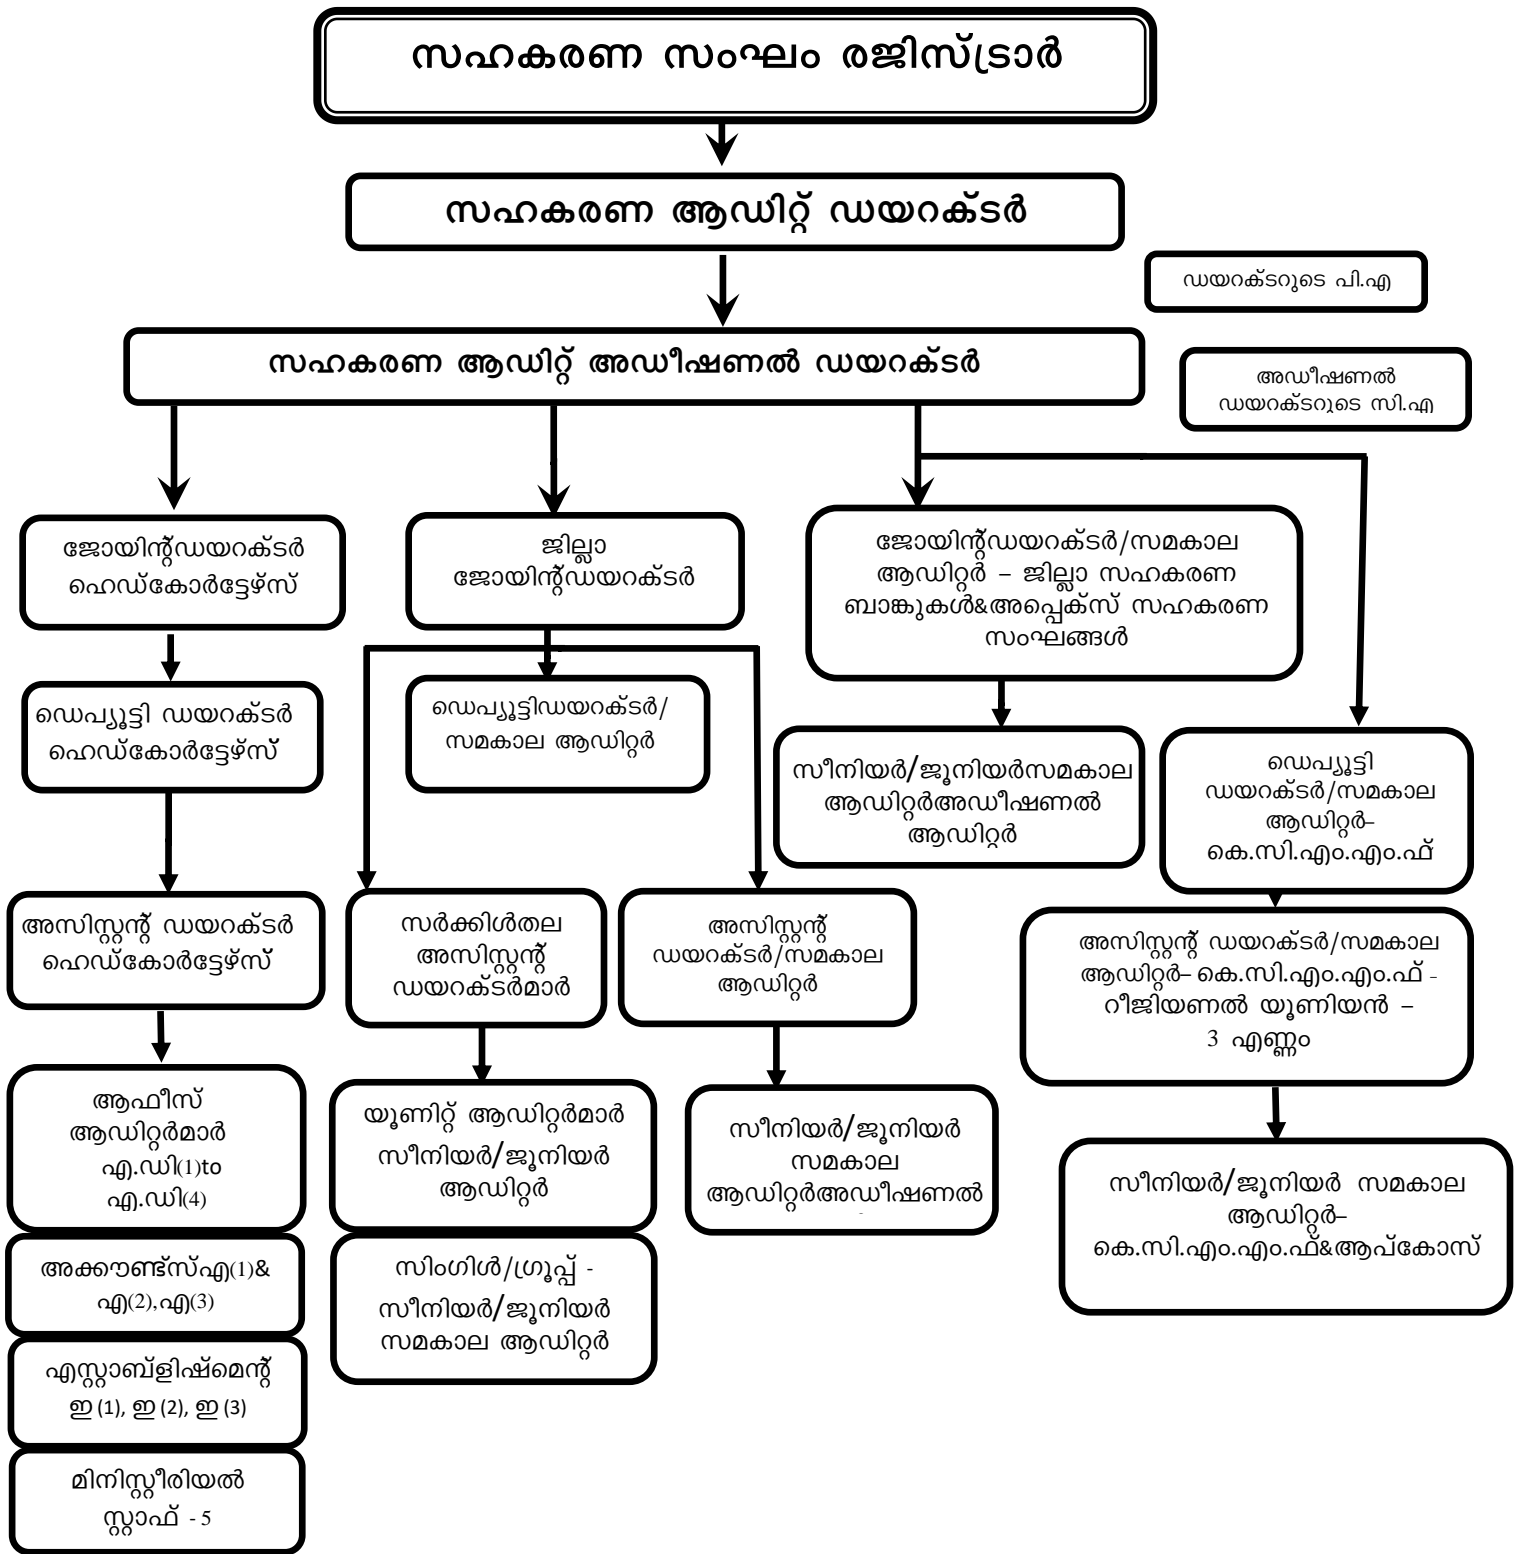 സഹകരണ സംഘം രജിസ്ട്രാർ
സഹകരണ ആഡിറ്റ് ഡയറക്ടർ
ഡയറക്ടറുടെ പി.എ
സഹകരണ ആഡിറ്റ് അഡീഷണൽ ഡയറക്ടർ
അഡീഷണൽ
ഡയറക്ടറുടെ സി.എ
ജോയിന്റ്ഡയറക്ടർ
ഹെഡ്കോർട്ടേഴ്സ്
ജില്ലാ
ജോയിന്റ്ഡയറക്ടർ
ജോയിന്റ്ഡയറക്ടർ/സമകാല
ആഡിറ്റർ – ജില്ലാ സഹകരണ
ബാങ്കുകൾ&അപ്പെക്സ് സഹകരണ
സംഘങ്ങൾ
ഡെപ്യൂട്ടി ഡയറക്ടർ
ഹെഡ്കോർട്ടേഴ്സ്
ഡെപ്യൂട്ടിഡയറക്ടർ/
സമകാല ആഡിറ്റർ
സീനിയർ/ജൂനിയർസമകാല
ആഡിറ്റർഅഡീഷണൽ
ആഡിറ്റർ
ഡെപ്യൂട്ടി
ഡയറക്ടർ/സമകാല
ആഡിറ്റർ–
കെ.സി.എം.എം.ഫ്
അസിസ്റ്റന്റ് ഡയറക്ടർ
ഹെഡ്കോർട്ടേഴ്സ്
സർക്കിൾതല
അസിസ്റ്റന്റ്
ഡയറക്ടർമാർ
അസിസ്റ്റന്റ്
ഡയറക്ടർ/സമകാല
ആഡിറ്റർ
അസിസ്റ്റന്റ് ഡയറക്ടർ/സമകാല
ആഡിറ്റർ– കെ.സി.എം.എം.ഫ് -
റീജിയണൽ യൂണിയൻ –
3 എണ്ണം
ആഫീസ്
ആഡിറ്റർമാർ
എ.ഡി(1)to
എ.ഡി(4)
യൂണിറ്റ് ആഡിറ്റർമാർ
സീനിയർ/ജൂനിയർ
ആഡിറ്റർ
സീനിയർ/ജൂനിയർ
സമകാല
ആഡിറ്റർഅഡീഷണൽ
സീനിയർ/ജൂനിയർ സമകാല
ആഡിറ്റർ–
കെ.സി.എം.എം.ഫ്&ആപ്കോസ്
അക്കൗണ്ട്സ്എ(1)&
എ(2),എ(3)
സിംഗിൾ/ഗ്രൂപ്പ് -
സീനിയർ/ജൂനിയർ
സമകാല ആഡിറ്റർ
എസ്റ്റാബ്ളിഷ്മെന്റ്
ഇ (1), ഇ (2), ഇ (3)
മിനിസ്റ്റീരിയൽ
സ്റ്റാഫ് - 5